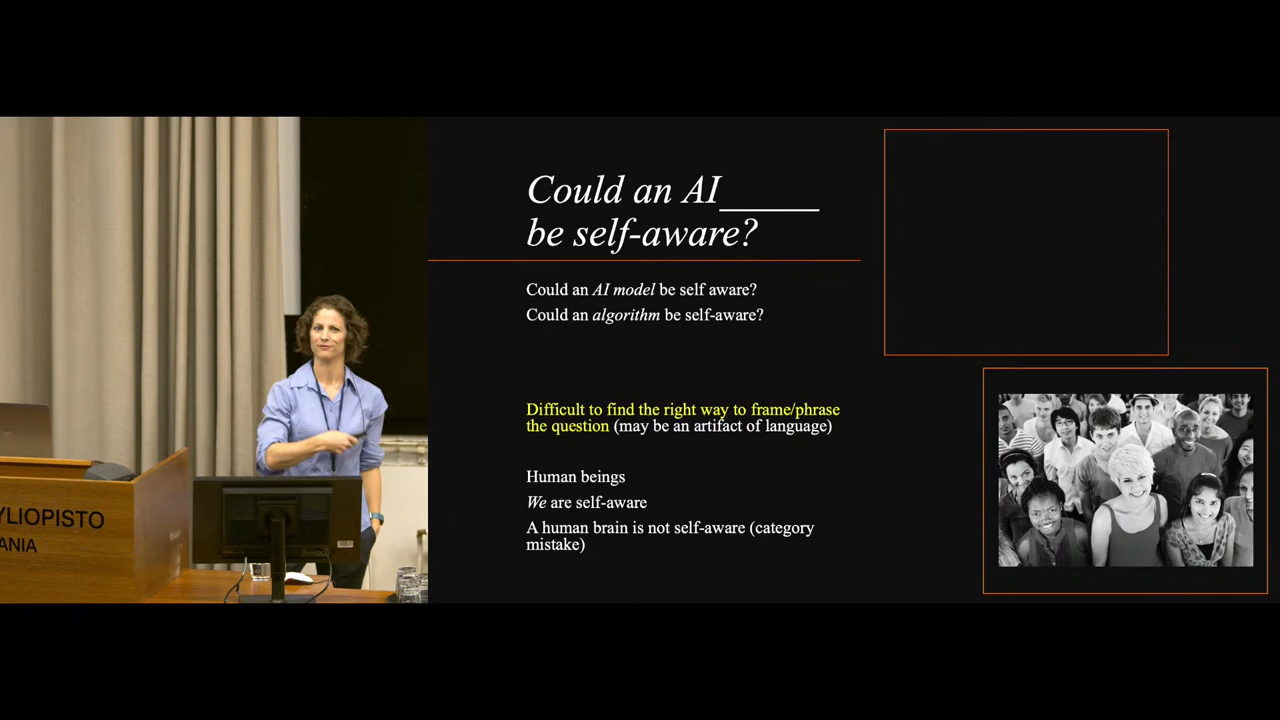 Could an AI_____
be self-aware?
Could an AI model be self aware?
Could an algorithm be self-aware?
Difficult to find the right way to frame/phrase
the question (may be an artifact of language)
Human beings
We are self-aware
A human brain is not self-aware (category
mistake)
YLIOPISTO
ANIA